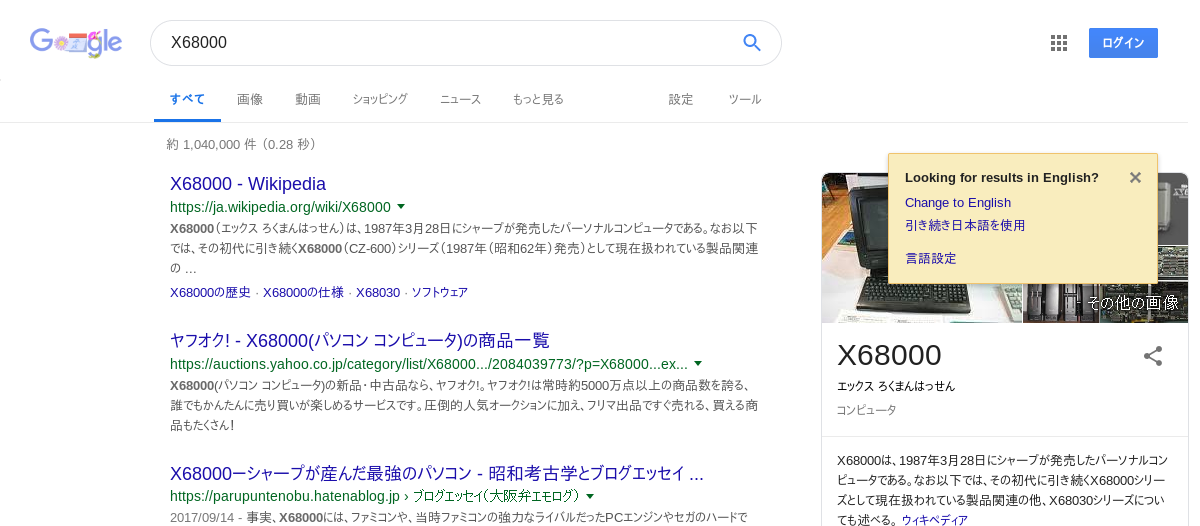 Google
X68000
ログイン
すべて 画像 動画 ショッピング ニュース もっと見る 設定 ツール
約 1,040,000 件 （0.28 秒）
X68000 - Wikipedia
https://ja.wikipedia.org/wiki/X68000
X68000（エックス ろくまんはっせん）は、1987年3月28日にシャープが発売したパーソナルコンピュータである。なお以下
では、その初代に引き続くX68000（CZ-600）シリーズ（1987年（昭和62年）発売）として現在扱われている製品関連
の ...
X68000の歴史 · X68000の仕様 · X68030 · ソフトウェア
ヤフオク! - X68000(パソコン コンピュータ)の商品一覧
https://auctions.yahoo.co.jp/category/list/X68000.../2084039773/?p=X68000...ex...
X68000(パソコン コンピュータ)の新品・中古品なら、ヤフオク!。ヤフオク!は常時約5000万点以上の商品数を誇る、
誰でもかんたんに売り買いが楽しめるサービスです。圧倒的人気オークションに加え、フリマ出品ですぐ売れる、買える商
品もたくさん!
X68000ーシャープが産んだ最強のパソコン - 昭和考古学とブログエッセイ ...
https://parupuntenobu.hatenablog.jp › ブログエッセイ（大阪弁エモログ）
2017/09/14 - 事実、X68000には、ファミコンや、当時ファミコンの強力なライバルだったPCエンジンやセガのハードで
Looking for results in English?
Change to English
引き続き日本語を使用
言語設定
その他の画像
X68000
エックス ろくまんはっせん
コンピュータ
X68000は、1987年3月28日にシャープが発売したパーソナルコン
ピュータである。なお以下では、その初代に引き続くX68000シリー
ズとして現在扱われている製品関連の他、X68030シリーズについ
ても述べる。 ウィキペディア